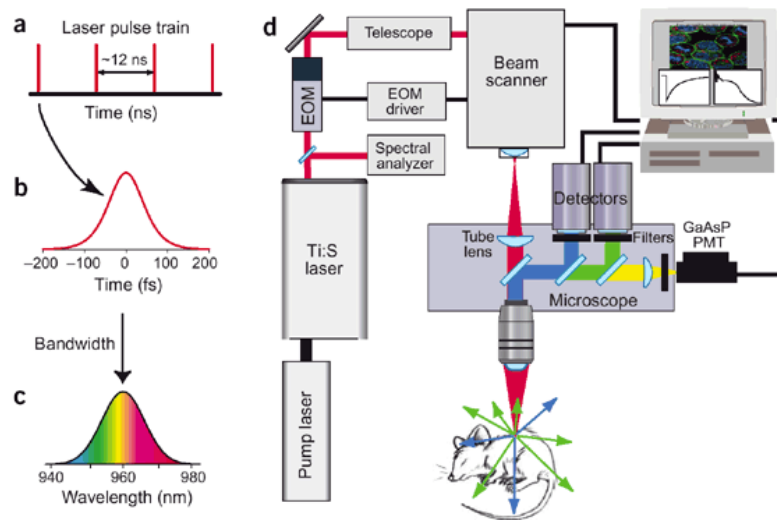 a
Laser pulse train
~12 ns
Time (ns)
b
−200 −100 0 100 200
Time (fs)
Bandwidth
c
940 960 980
Wavelength (nm)
d
Telescope
EOM
EOM
driver
Spectral
analyzer
Ti:S
laser
Pump laser
Beam
scanner
Detectors
Tube
lens
Filters
GaAsP
PMT
Microscope